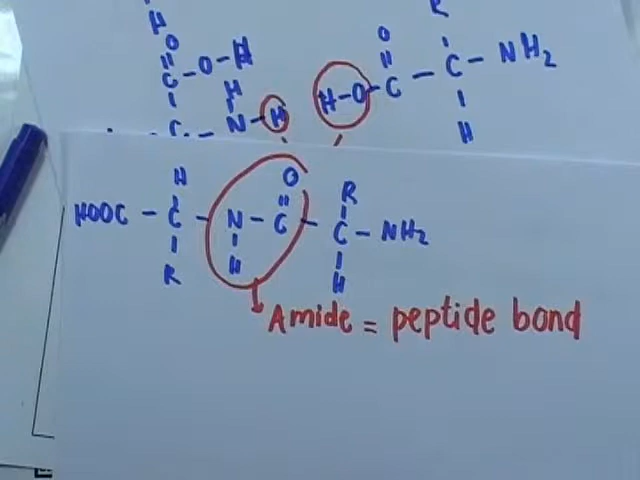 H
O R
O
C - O - H
H
H - O - C - C - NH₂
C - N - H
H
H O
R
HOOC - C - N - C - C - NH₂
R H H
Amide = peptide bond